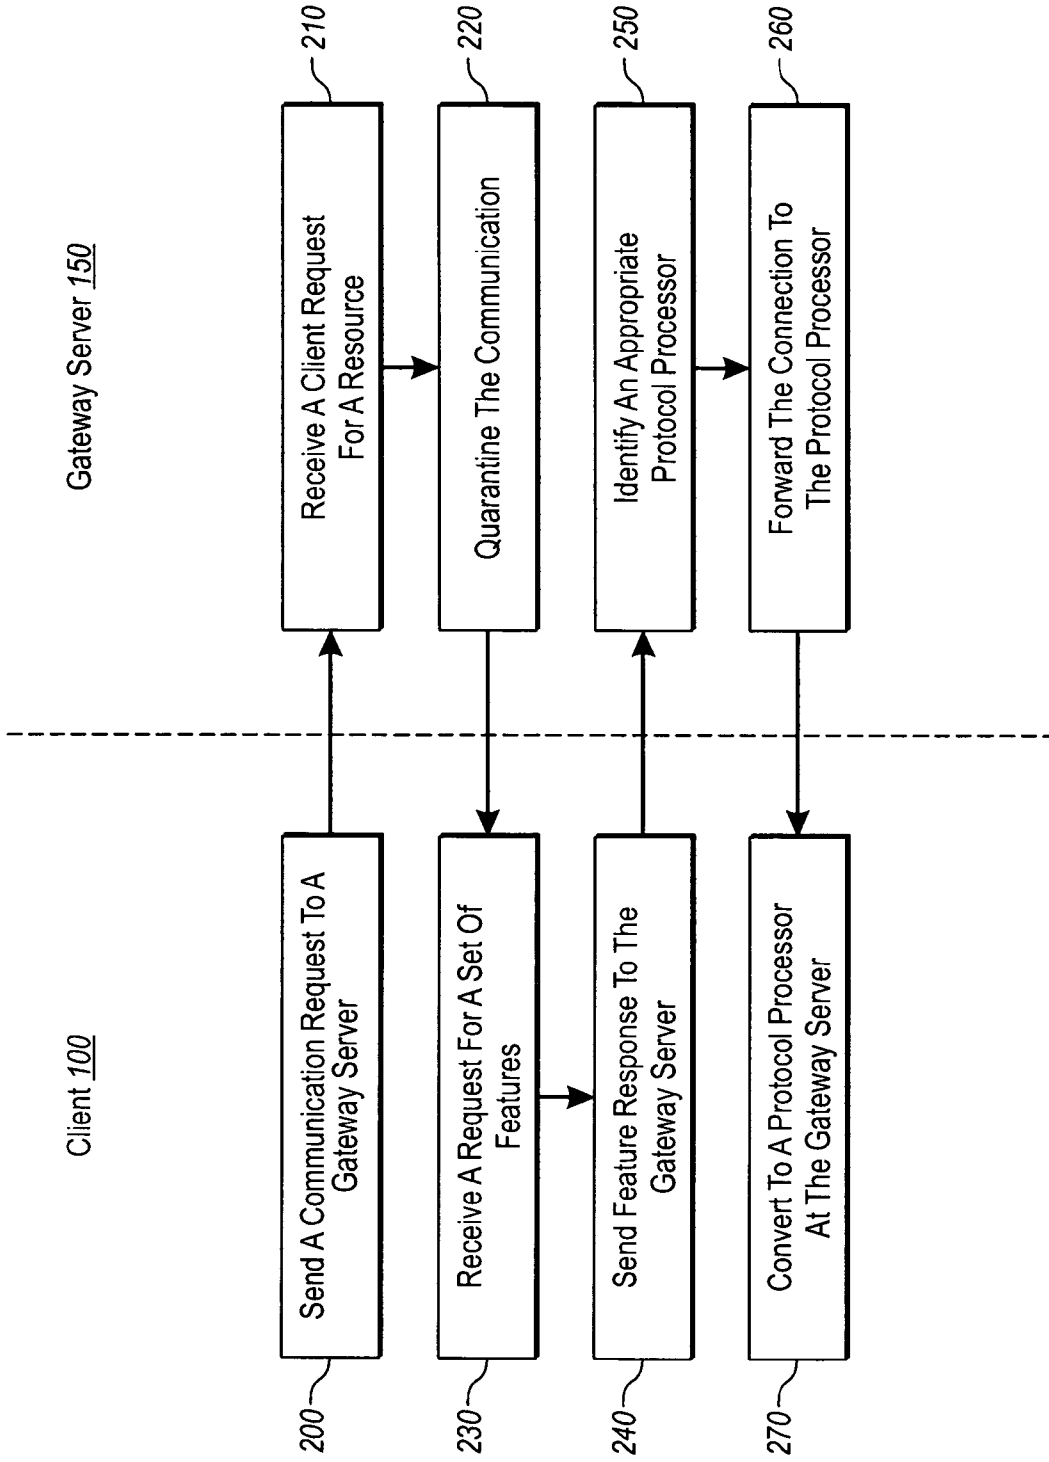 Client 100
Gateway Server 150
200
Send A Communication Request To A
Gateway Server
Receive A Client Request
For A Resource
210
230
Receive A Request For A Set Of
Features
Quarantine The Communication
220
240
Send Feature Response To The
Gateway Server
Identify An Appropriate
Protocol Processor
250
270
Convert To A Protocol Processor
At The Gateway Server
Forward The Connection To
The Protocol Processor
260